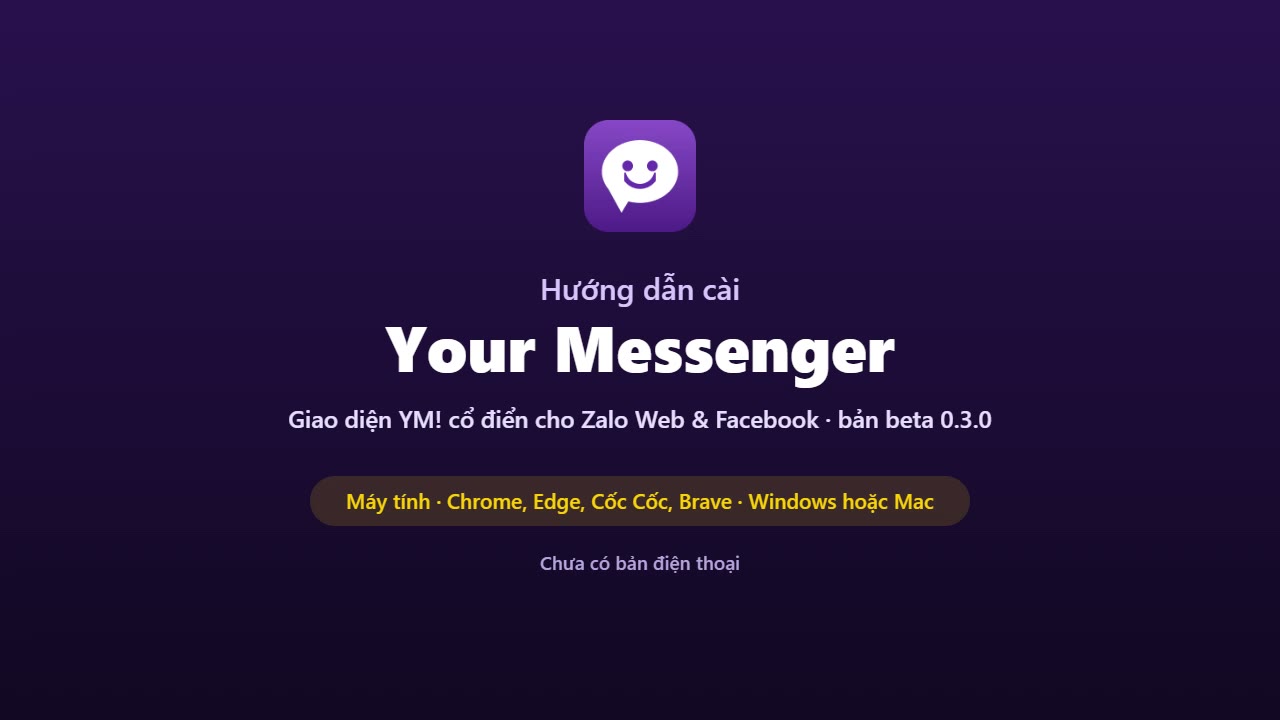 Hướng dẫn cài
Your Messenger
Giao diện YM! cổ điển cho Zalo Web & Facebook · bản beta 0.3.0
Máy tính · Chrome, Edge, Cốc Cốc, Brave · Windows hoặc Mac
Chưa có bản điện thoại